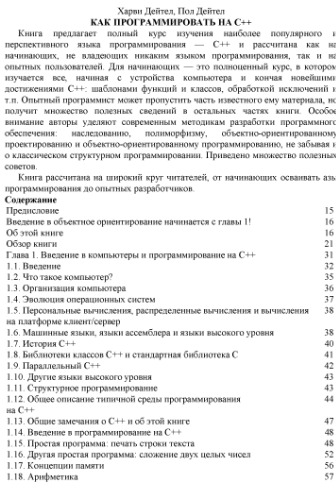 Харви Дейтел, Пол Дейтел
КАК ПРОГРАММИРОВАТЬ НА C++
Книга предлагает полный курс изучения наиболее популярного и
перспективного языка программирования — C++ и рассчитана как на
начинающих, не владеющих никаким языком программирования, так и на
опытных пользователей. Для начинающих — это полноценный курс, в котором
изучается все, начиная с устройства компьютера и кончая новейшими
достижениями C++: шаблонами функций и классов, обработкой исключений и
т.п. Опытный программист может пропустить часть известного ему материала, но
получит множество полезных сведений в остальных частях книги. Особое
внимание авторы уделяют современным методикам разработки программного
обеспечения: наследованию, полиморфизму, объектно-ориентированному
проектированию и объектно-ориентированному программированию, не забывая и
о классическом структурном программировании. Приведено множество полезных
советов.
Книга рассчитана на широкий круг читателей, от начинающих осваивать азы
программирования до опытных разработчиков.
Содержание
Предисловие 15
Введение в объектное ориентирование начинается с главы 1! 16
Об этой книге 16
Обзор книги 21
Глава 1. Введение в компьютеры и программирование на C++ 31
1.1. Введение 32
1.2. Что такое компьютер? 35
1.3. Организация компьютера 36
1.4. Эволюция операционных систем 37
1.5. Персональные вычисления, распределенные вычисления и вычисления 38
на платформе клиент/сервер
1.6. Машинные языки, языки ассемблера и языки высокого уровня 38
1.7. История C++ 40
1.8. Библиотеки классов C++ и стандартная библиотека C 41
1.9. Параллельный C++ 42
1.10. Другие языки высокого уровня 43
1.11. Структурное программирование 43
1.12. Общее описание типичной среды программирования 44
на C++
1.13. Общие замечания о C++ и об этой книге 47
1.14. Введение в программирование на C++ 48
1.15. Простая программа: печать строки текста 48
1.16. Другая простая программа: сложение двух целых чисел 52
1.17. Концепции памяти 56
1.18. Арифметика 57